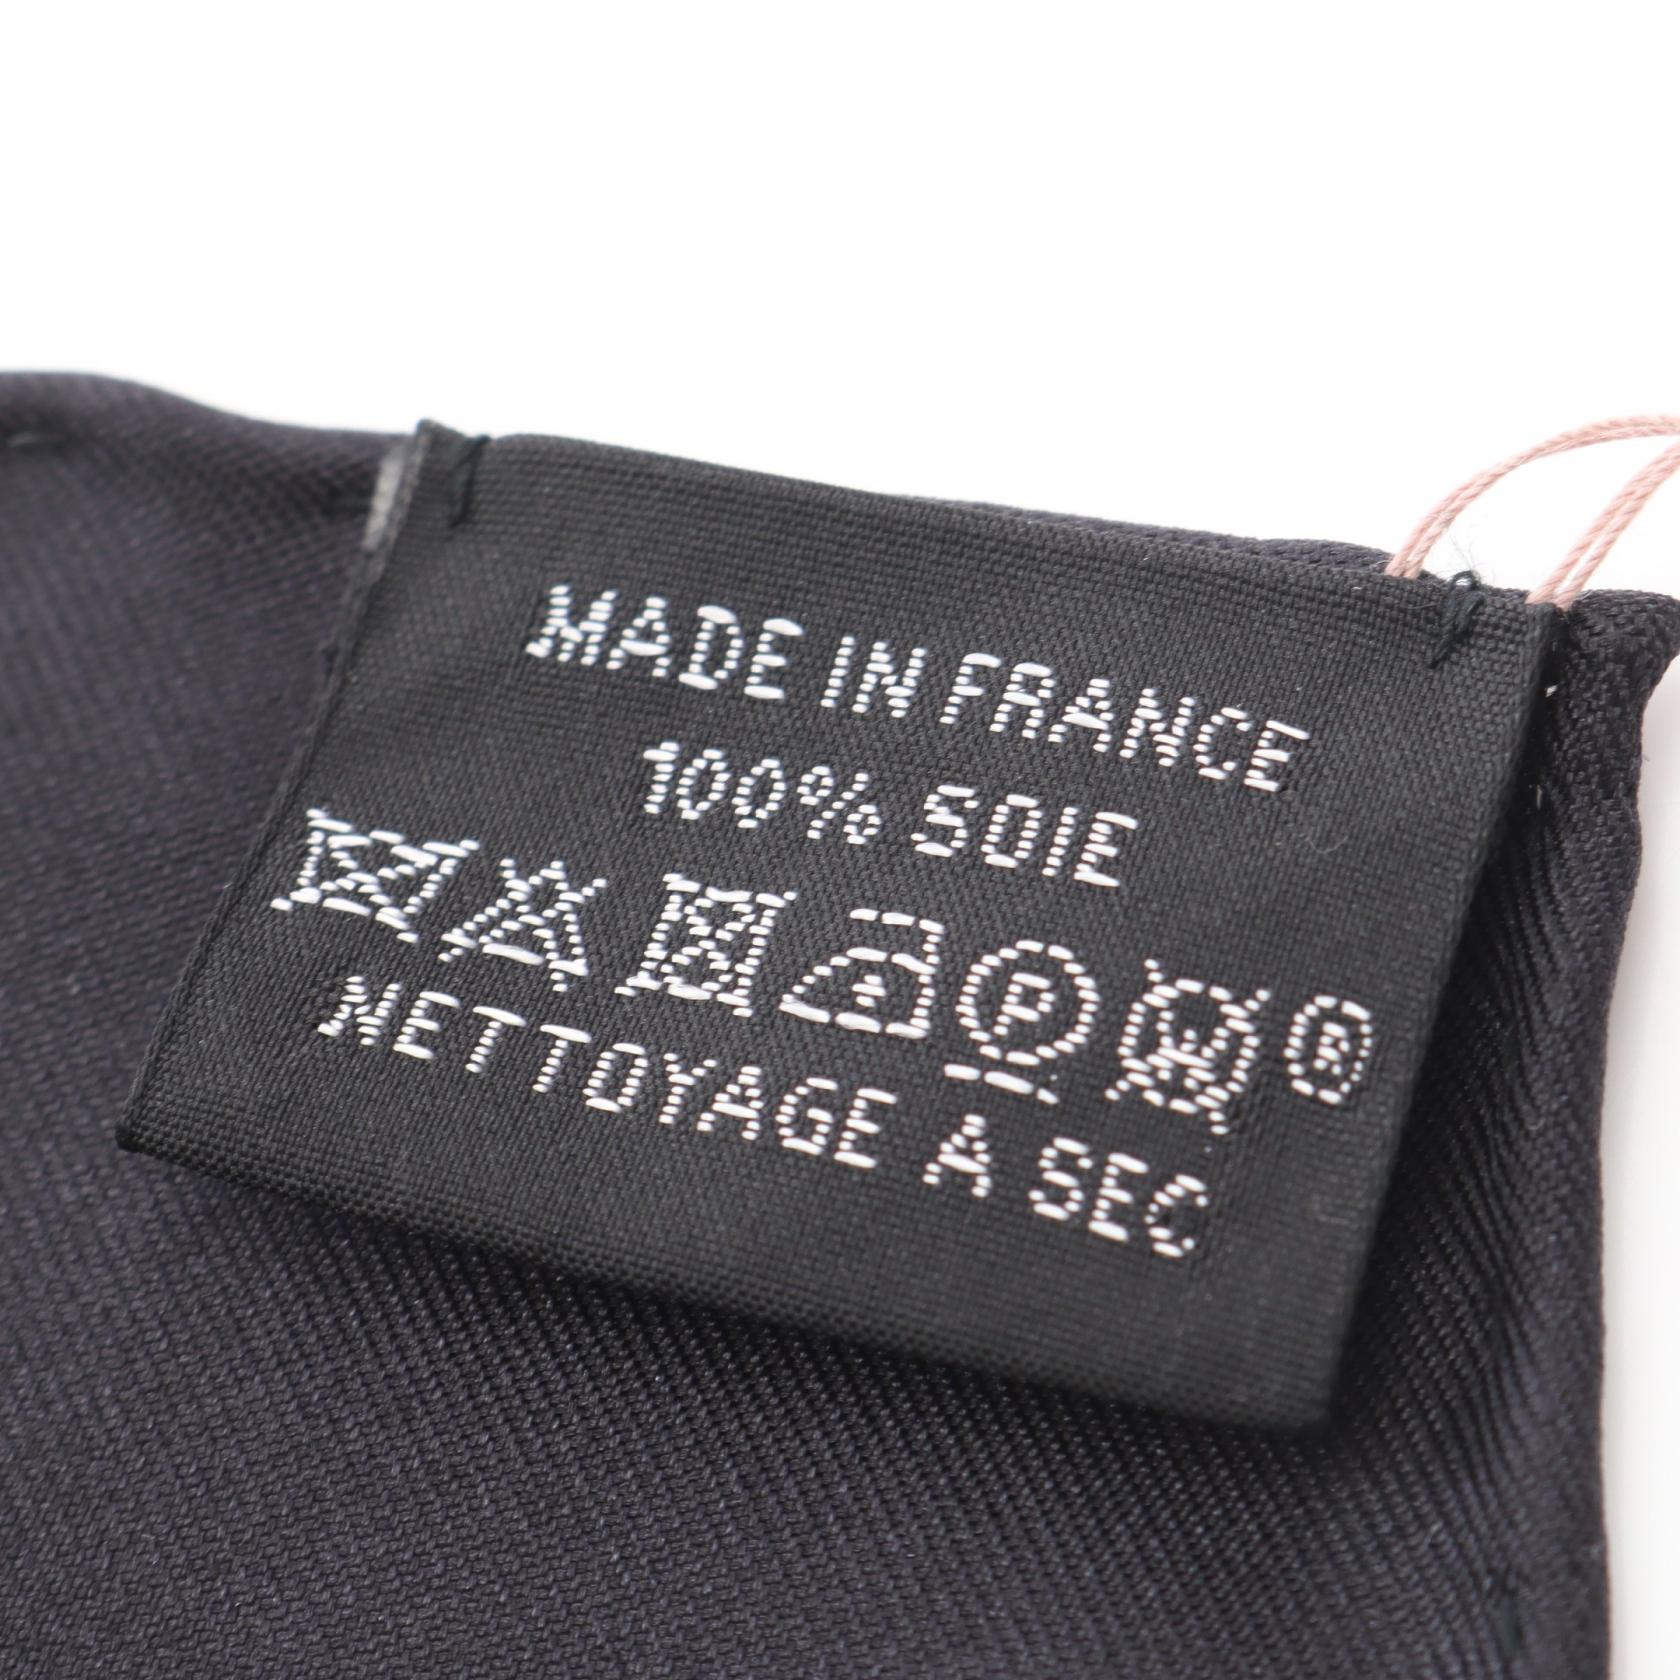 MADE IN FRANCE
100% SOIE
P W ®
NETTOYAGE A SEC